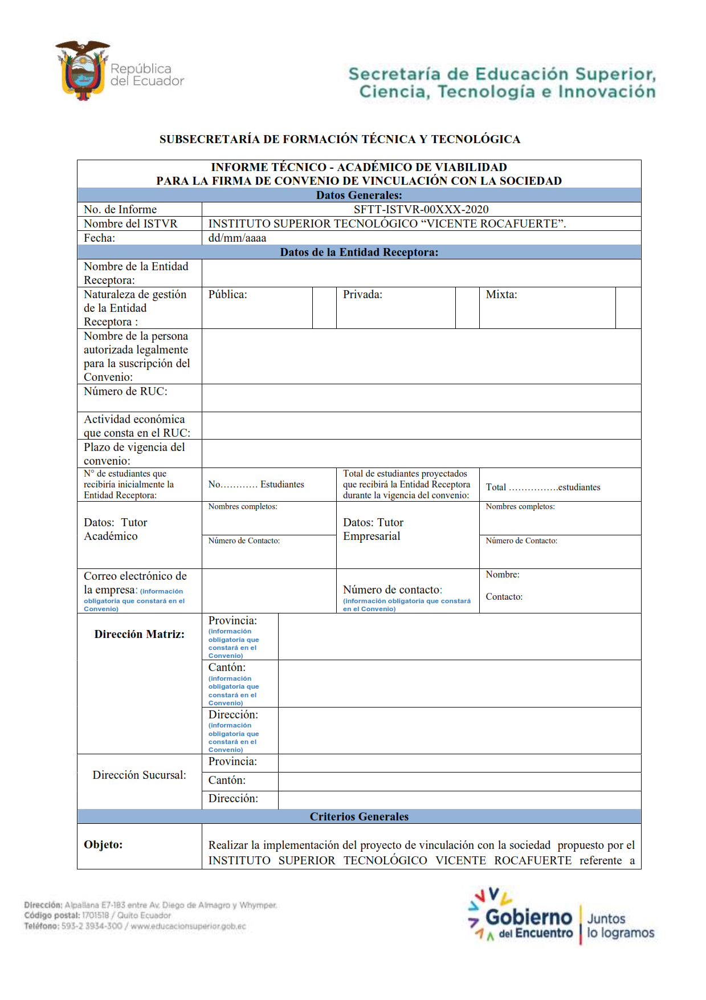 República
del Ecuador
Secretaría de Educación Superior,
Ciencia, Tecnología e Innovación
SUBSECRETARÍA DE FORMACIÓN TÉCNICA Y TECNOLÓGICA
INFORME TÉCNICO - ACADÉMICO DE VIABILIDAD
PARA LA FIRMA DE CONVENIO DE VINCULACIÓN CON LA SOCIEDAD
Datos Generales:
No. de Informe SFTT-ISTVR-00XXX-2020
Nombre del ISTVR INSTITUTO SUPERIOR TECNOLÓGICO “VICENTE ROCAFUERTE”.
Fecha: dd/mm/aaaa
Datos de la Entidad Receptora:
Nombre de la Entidad
Receptora:
Naturaleza de gestión
de la Entidad
Receptora :
Pública: Privada: Mixta:
Nombre de la persona
autorizada legalmente
para la suscripción del
Convenio:
Número de RUC:
Actividad económica
que consta en el RUC:
Plazo de vigencia del
convenio:
N° de estudiantes que
recibiría inicialmente la
Entidad Receptora:
No………… Estudiantes
Total de estudiantes proyectados
que recibirá la Entidad Receptora
durante la vigencia del convenio:
Total …………….estudiantes
Datos: Tutor
Académico
Nombres completos:
Número de Contacto:
Datos: Tutor
Empresarial
Nombres completos:
Número de Contacto:
Correo electrónico de
la empresa: (información
obligatoria que constará en el
Convenio)
Número de contacto:
(información obligatoria que constará
en el Convenio)
Nombre:
Contacto:
Dirección Matriz:
Provincia:
(información
obligatoria que
constará en el
Convenio)
Cantón:
(información
obligatoria que
constará en el
Convenio)
Dirección:
(información
obligatoria que
constará en el
Convenio)
Dirección Sucursal:
Provincia:
Cantón:
Dirección:
Criterios Generales
Objeto:
Realizar la implementación del proyecto de vinculación con la sociedad propuesto por el
INSTITUTO SUPERIOR TECNOLÓGICO VICENTE ROCAFUERTE referente a
Dirección: Alpallana E7-183 entre Av. Diego de Almagro y Whymper.
Código postal: 1701518 / Quito Ecuador
Teléfono: 593-2 3934-300 / www.educacionsuperior.gob.ec
Gobierno
del Encuentro
Juntos
lo logramos